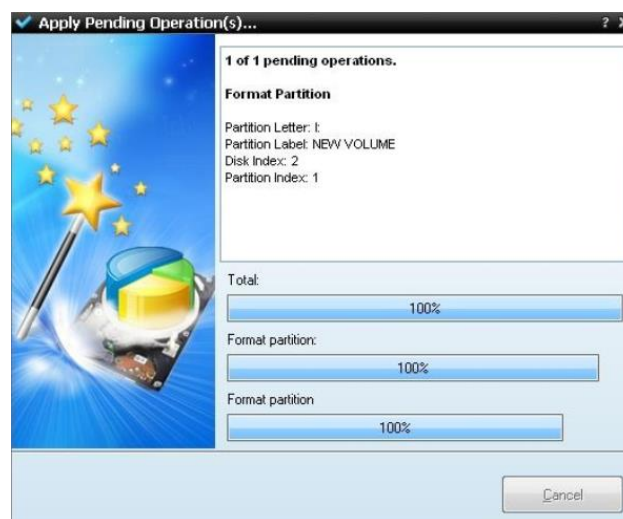 Apply Pending Operation(s)...
1 of 1 pending operations.
Format Partition
Partition Letter: I:
Partition Label: NEW VOLUME
Disk Index: 2
Partition Index: 1
Total:
100%
Format partition:
100%
Format partition
100%
Cancel